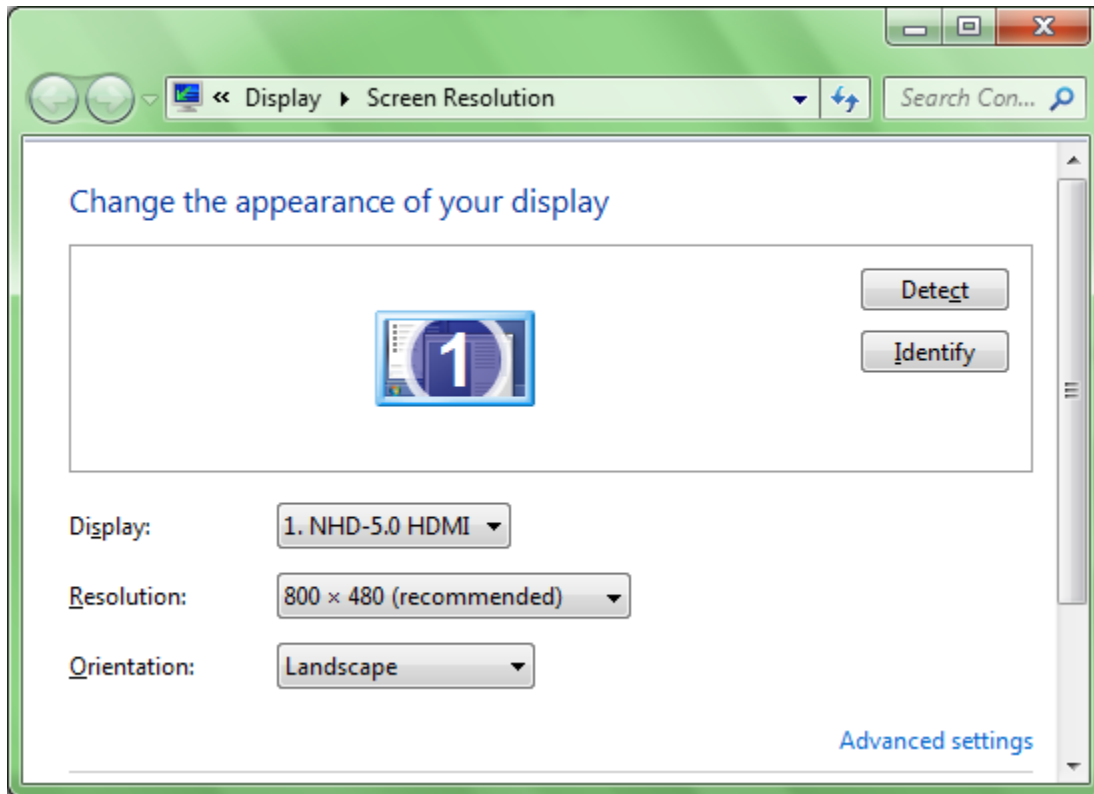 « Display ▸ Screen Resolution
Search Con...
Change the appearance of your display
1
Detect
Identify
Display: 1. NHD-5.0 HDMI
Resolution: 800 × 480 (recommended)
Orientation: Landscape
Advanced settings